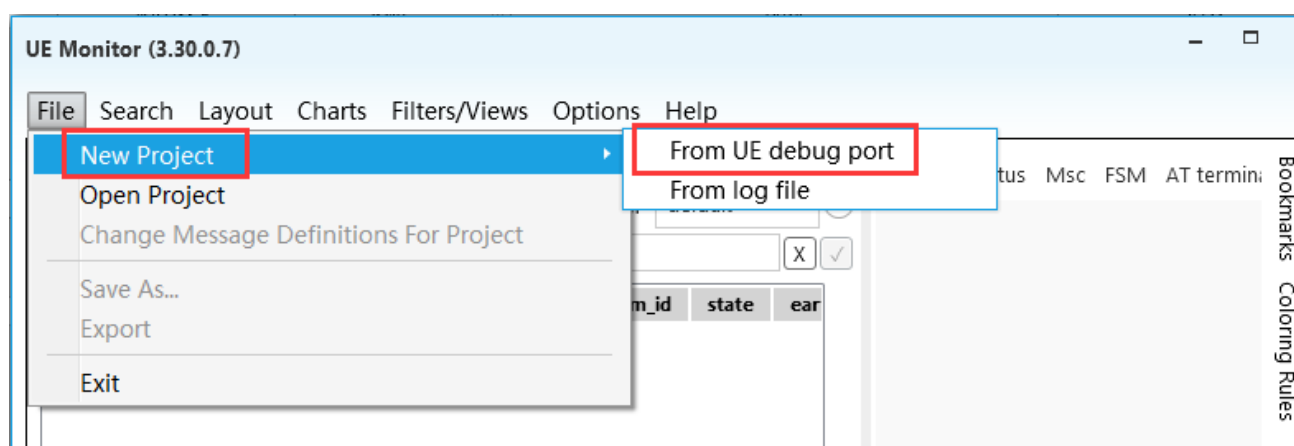 UE Monitor (3.30.0.7)
File Search Layout Charts Filters/Views Options Help
New Project
From UE debug port
From log file
Open Project
Change Message Definitions For Project
Save As...
Export
Exit
tus Msc FSM AT termina
X
m_id state ear
Bookmarks
Coloring Rules